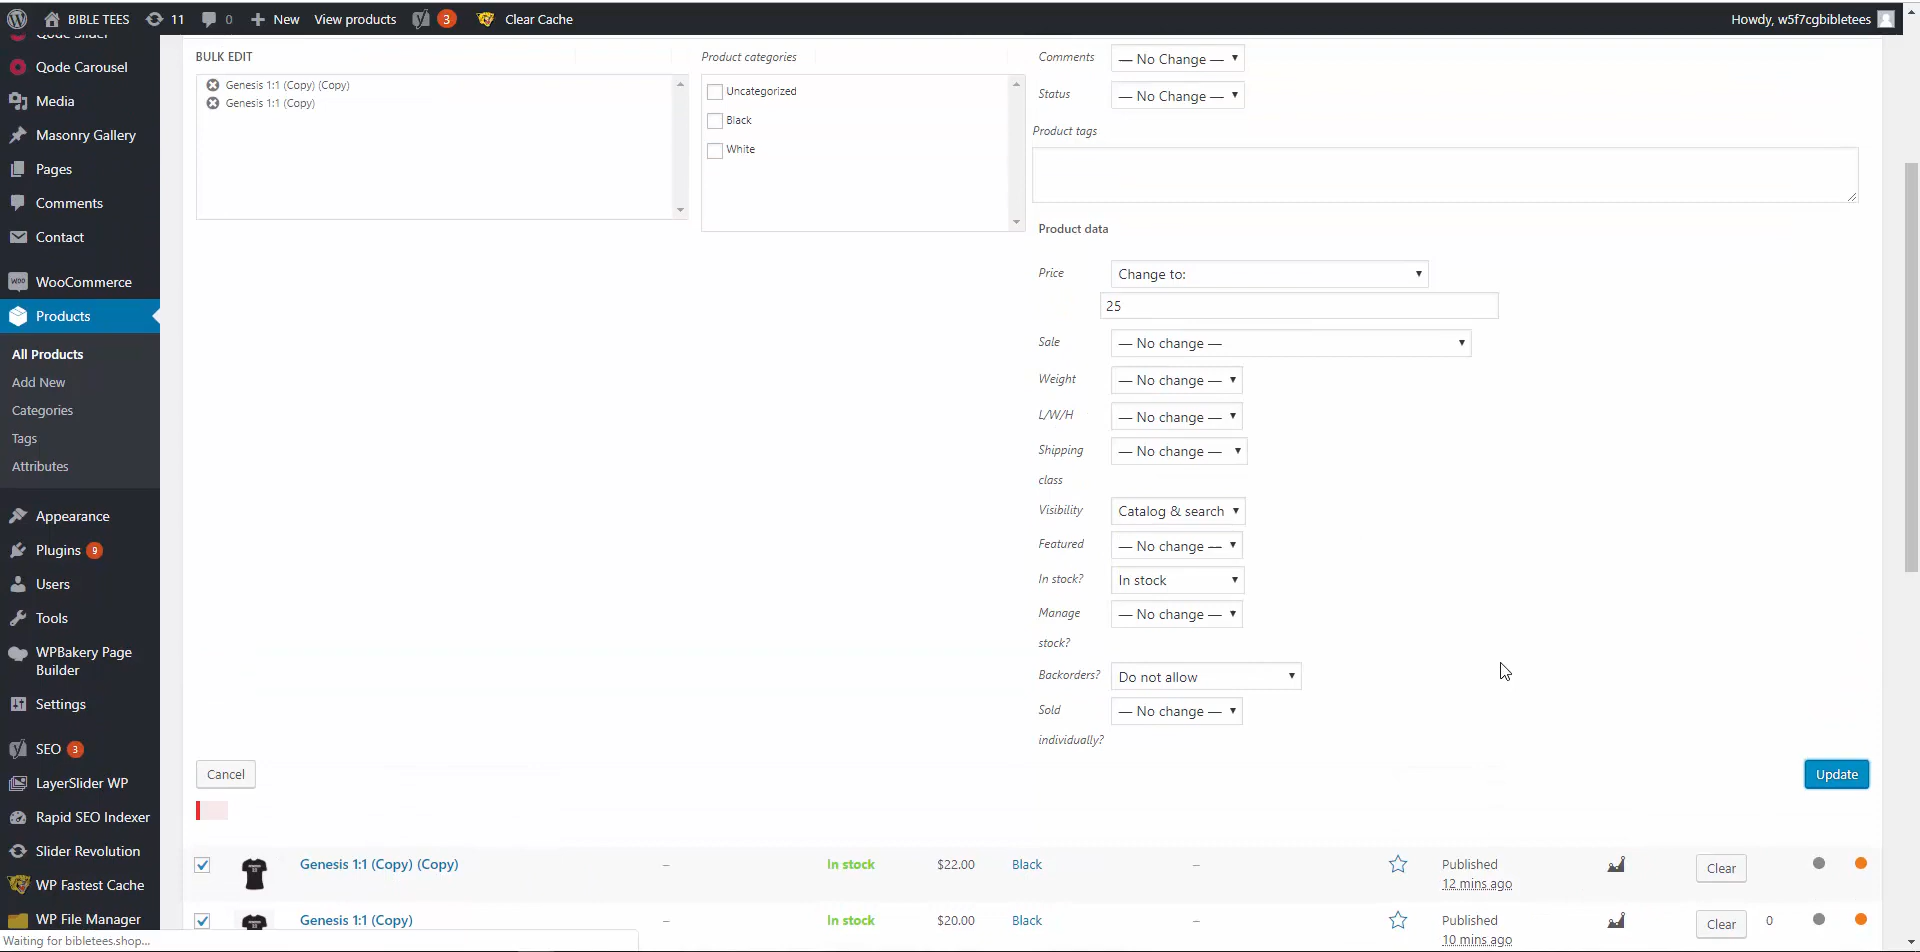 BIBLE TEES 11 0 New View products 3 Clear Cache Howdy, w5f7cgbibletees
Qode Slider
Qode Carousel
Media
Masonry Gallery
Pages
Comments
Contact
WooCommerce
Products
All Products
Add New
Categories
Tags
Attributes
Appearance
Plugins 9
Users
Tools
WPBakery Page
Builder
Settings
SEO 3
LayerSlider WP
Rapid SEO Indexer
Slider Revolution
WP Fastest Cache
WP File Manager
BULK EDIT
Genesis 1:1 (Copy) (Copy)
Genesis 1:1 (Copy)
Product categories
Uncategorized
Black
White
Comments — No Change —
Status — No Change —
Product tags
Product data
Price Change to:
25
Sale — No change —
Weight — No change —
L/W/H — No change —
Shipping
class — No change —
Visibility Catalog & search
Featured — No change —
In stock? In stock
Manage
stock? — No change —
Backorders? Do not allow
Sold
individually? — No change —
Cancel Update
Genesis 1:1 (Copy) (Copy) – In stock $22.00 Black – Published Clear
12 mins ago
Genesis 1:1 (Copy) – In stock $20.00 Black – Published Clear 0
10 mins ago
Waiting for bibletees.shop...